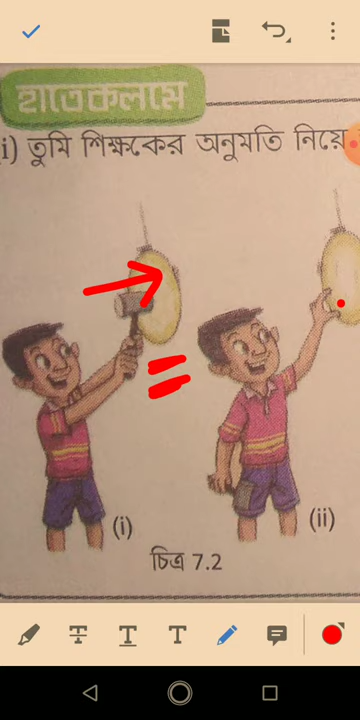 হাতেকলমে
i) তুমি শিক্ষকের অনুমতি নিয়ে
(i)
(ii)
চিত্র 7.2
T T T